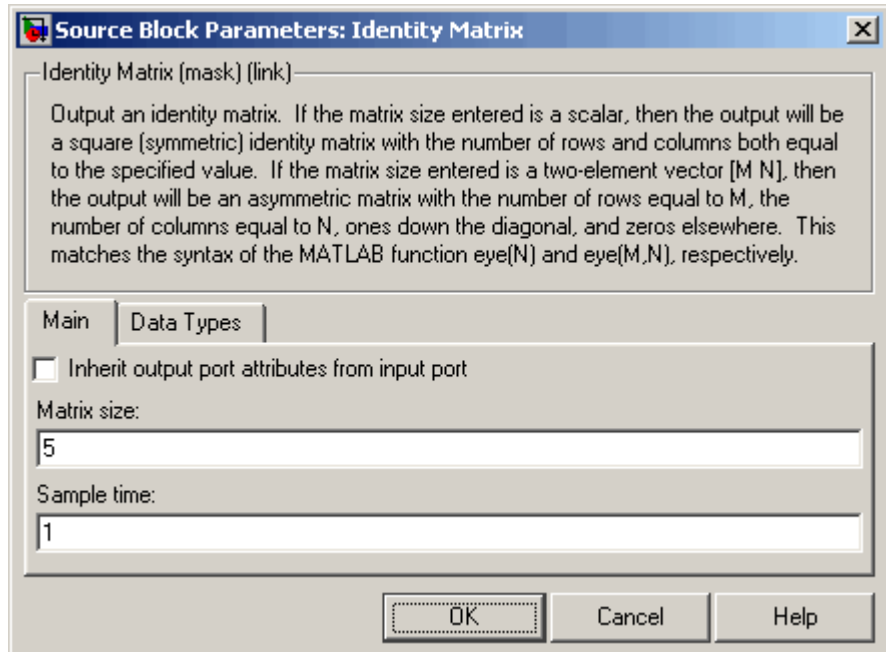 Source Block Parameters: Identity Matrix
Identity Matrix (mask) (link)
Output an identity matrix.  If the matrix size entered is a scalar, then the output will be
a square (symmetric) identity matrix with the number of rows and columns both equal
to the specified value.  If the matrix size entered is a two-element vector [M N], then
the output will be an asymmetric matrix with the number of rows equal to M, the
number of columns equal to N, ones down the diagonal, and zeros elsewhere.  This
matches the syntax of the MATLAB function eye(N) and eye(M,N), respectively.
Main Data Types
Inherit output port attributes from input port
Matrix size:
5
Sample time:
1
OK Cancel Help